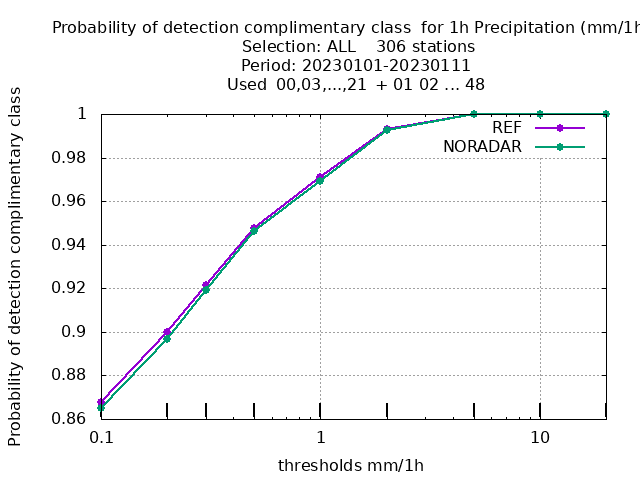 Probability of detection complimentary class for 1h Precipitation (mm/1h
Selection: ALL 306 stations
Period: 20230101-20230111
Used 00,03,...,21 + 01 02 ... 48
Probability of detection complimentary class
1
0.98
0.96
0.94
0.92
0.9
0.88
0.86
REF
NORADAR
0.1 1 10
thresholds mm/1h